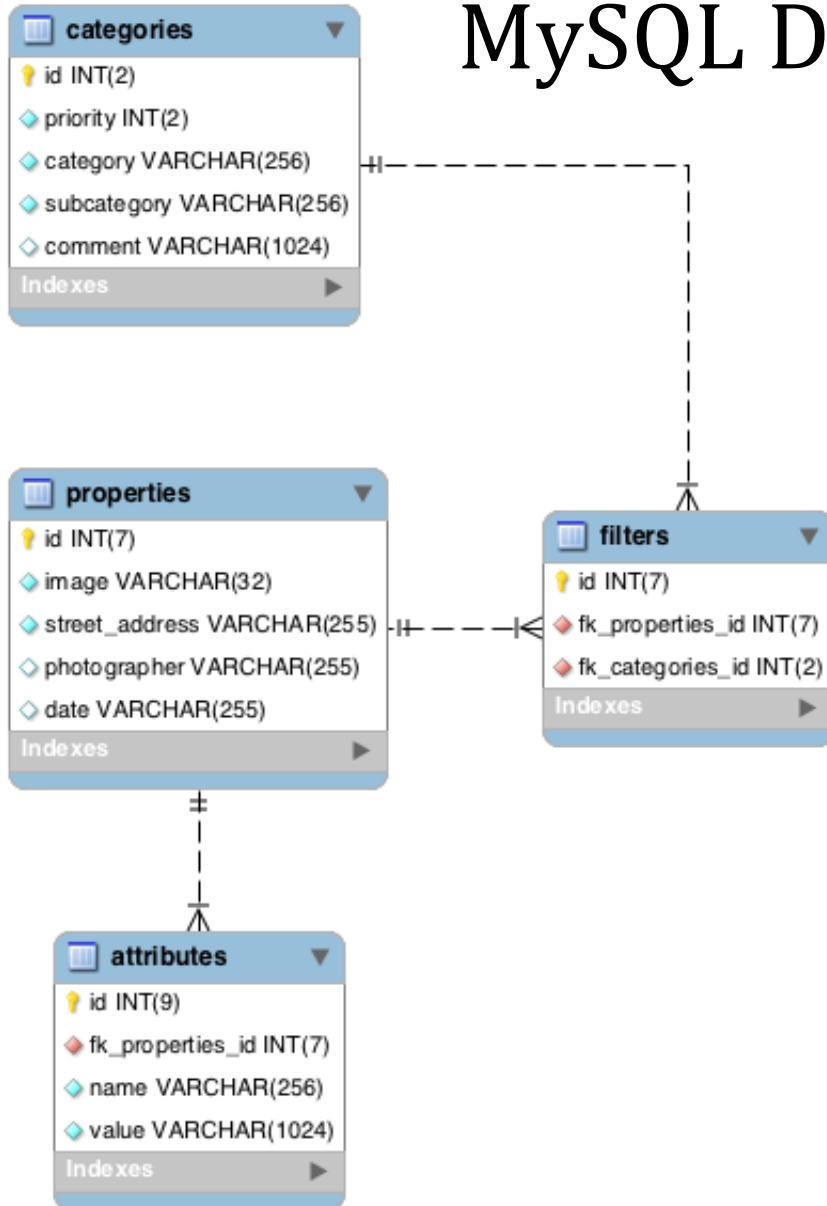 MySQL D
categories
id INT(2)
priority INT(2)
category VARCHAR(256)
subcategory VARCHAR(256)
comment VARCHAR(1024)
Indexes
properties
id INT(7)
image VARCHAR(32)
street_address VARCHAR(255)
photographer VARCHAR(255)
date VARCHAR(255)
Indexes
filters
id INT(7)
fk_properties_id INT(7)
fk_categories_id INT(2)
Indexes
attributes
id INT(9)
fk_properties_id INT(7)
name VARCHAR(256)
value VARCHAR(1024)
Indexes